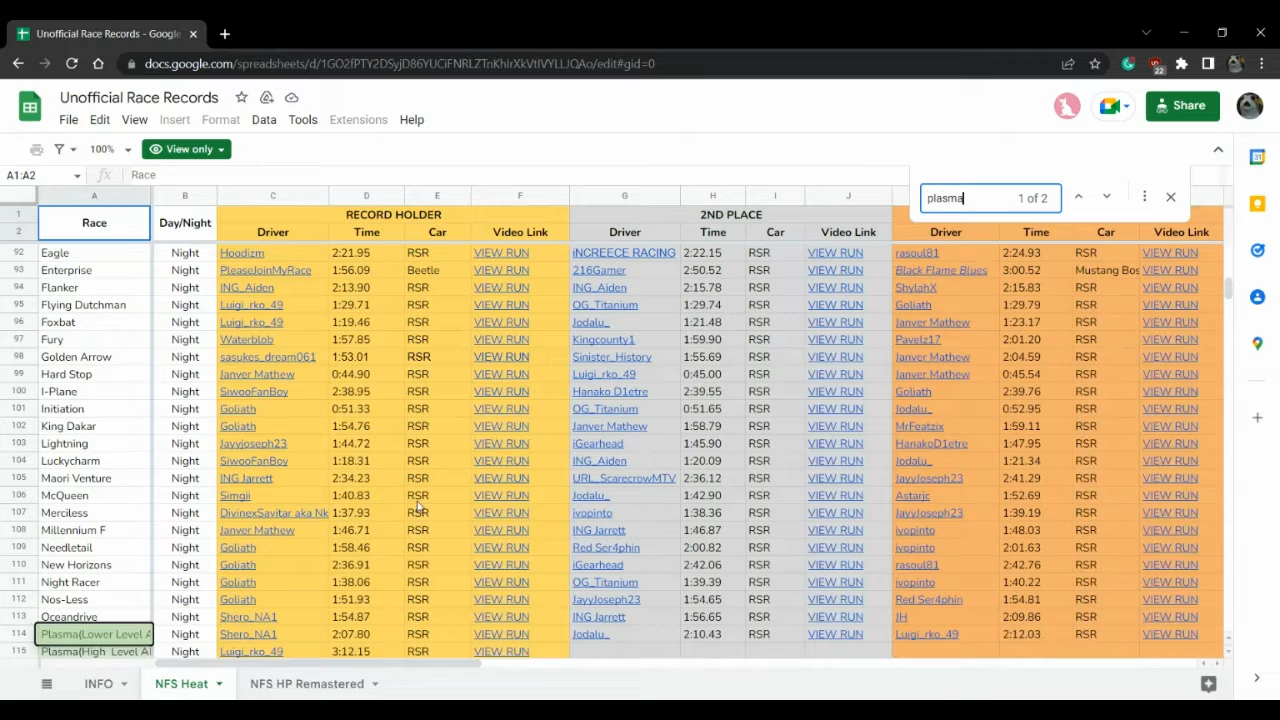 Unofficial Race Records - Google
docs.google.com/spreadsheets/d/1GO2fPTY2DSyjD86YUCiFNRLZTnKhIrXkVtIVYLLJQAo/edit#gid=0
22
Unofficial Race Records
Share
File Edit View Insert Format Data Tools Extensions Help
100% View only
A1:A2 fx Race
plasma 1 of 2
A B C D E F G H I J
1 Race Day/Night RECORD HOLDER 2ND PLACE
2 Driver Time Car Video Link Driver Time Car Video Link Driver Time Car Video Link
92 Eagle Night Hoodizm 2:21.95 RSR VIEW RUN iNCREECE RACING 2:22.15 RSR VIEW RUN rasoul81 2:24.93 RSR VIEW RUN
93 Enterprise Night PleaseJoinMyRace 1:56.09 Beetle VIEW RUN 216Gamer 2:50.52 RSR VIEW RUN Black Flame Blues 3:00.52 Mustang Bos VIEW RUN
94 Flanker Night ING_Aiden 2:13.90 RSR VIEW RUN ING_Aiden 2:15.78 RSR VIEW RUN ShylahX 2:15.83 RSR VIEW RUN
95 Flying Dutchman Night Luigi_rko_49 1:29.71 RSR VIEW RUN OG_Titanium 1:29.74 RSR VIEW RUN Goliath 1:29.79 RSR VIEW RUN
96 Foxbat Night Luigi_rko_49 1:19.46 RSR VIEW RUN Jodalu_ 1:21.48 RSR VIEW RUN Janver Mathew 1:23.17 RSR VIEW RUN
97 Fury Night Waterblob 1:57.85 RSR VIEW RUN Kingcounty1 1:59.90 RSR VIEW RUN Pavelz17 2:01.20 RSR VIEW RUN
98 Golden Arrow Night sasukes_dream061 1:53.01 RSR VIEW RUN Sinister_History 1:55.69 RSR VIEW RUN Janver Mathew 2:04.59 RSR VIEW RUN
99 Hard Stop Night Janver Mathew 0:44.90 RSR VIEW RUN Luigi_rko_49 0:45.00 RSR VIEW RUN Janver Mathew 0:45.54 RSR VIEW RUN
100 I-Plane Night SiwooFanBoy 2:38.95 RSR VIEW RUN Hanako D1etre 2:39.55 RSR VIEW RUN Goliath 2:39.76 RSR VIEW RUN
101 Initiation Night Goliath 0:51.33 RSR VIEW RUN OG_Titanium 0:51.65 RSR VIEW RUN Jodalu_ 0:52.95 RSR VIEW RUN
102 King Dakar Night Goliath 1:54.76 RSR VIEW RUN Janver Mathew 1:58.79 RSR VIEW RUN MrFeatzix 1:59.11 RSR VIEW RUN
103 Lightning Night Jayyjoseph23 1:44.72 RSR VIEW RUN iGearhead 1:45.90 RSR VIEW RUN HanakoD1etre 1:47.95 RSR VIEW RUN
104 Luckycharm Night SiwooFanBoy 1:18.31 RSR VIEW RUN ING_Aiden 1:20.09 RSR VIEW RUN Jodalu_ 1:21.34 RSR VIEW RUN
105 Maori Venture Night ING Jarrett 2:34.23 RSR VIEW RUN URL_ScarecrowMTV 2:36.12 RSR VIEW RUN JayyJoseph23 2:41.29 RSR VIEW RUN
106 McQueen Night Simgii 1:40.83 RSR VIEW RUN Jodalu_ 1:42.90 RSR VIEW RUN Astarjc 1:52.69 RSR VIEW RUN
107 Merciless Night DivinexSavitar aka Nk 1:37.93 RSR VIEW RUN ivopinto 1:38.36 RSR VIEW RUN JayyJoseph23 1:39.19 RSR VIEW RUN
108 Millennium F Night Janver Mathew 1:46.71 RSR VIEW RUN ING Jarrett 1:46.87 RSR VIEW RUN ivopinto 1:48.03 RSR VIEW RUN
109 Needletail Night Goliath 1:58.46 RSR VIEW RUN Red Ser4phin 2:00.82 RSR VIEW RUN ivopinto 2:01.63 RSR VIEW RUN
110 New Horizons Night Goliath 2:36.91 RSR VIEW RUN iGearhead 2:42.06 RSR VIEW RUN rasoul81 2:42.76 RSR VIEW RUN
111 Night Racer Night Goliath 1:38.06 RSR VIEW RUN OG_Titanium 1:39.39 RSR VIEW RUN ivopinto 1:40.22 RSR VIEW RUN
112 Nos-Less Night Goliath 1:51.93 RSR VIEW RUN JayyJoseph23 1:54.65 RSR VIEW RUN Red Ser4phin 1:54.81 RSR VIEW RUN
113 Oceandrive Night Shero_NA1 1:54.87 RSR VIEW RUN ING Jarrett 1:56.65 RSR VIEW RUN JH 2:09.86 RSR VIEW RUN
114 Plasma(Lower Level A Night Shero_NA1 2:07.80 RSR VIEW RUN Jodalu_ 2:10.43 RSR VIEW RUN Luigi_rko_49 2:12.03 RSR VIEW RUN
115 Plasma(High Level Al Night Luigi_rko_49 3:12.15 RSR VIEW RUN
INFO NFS Heat NFS HP Remastered